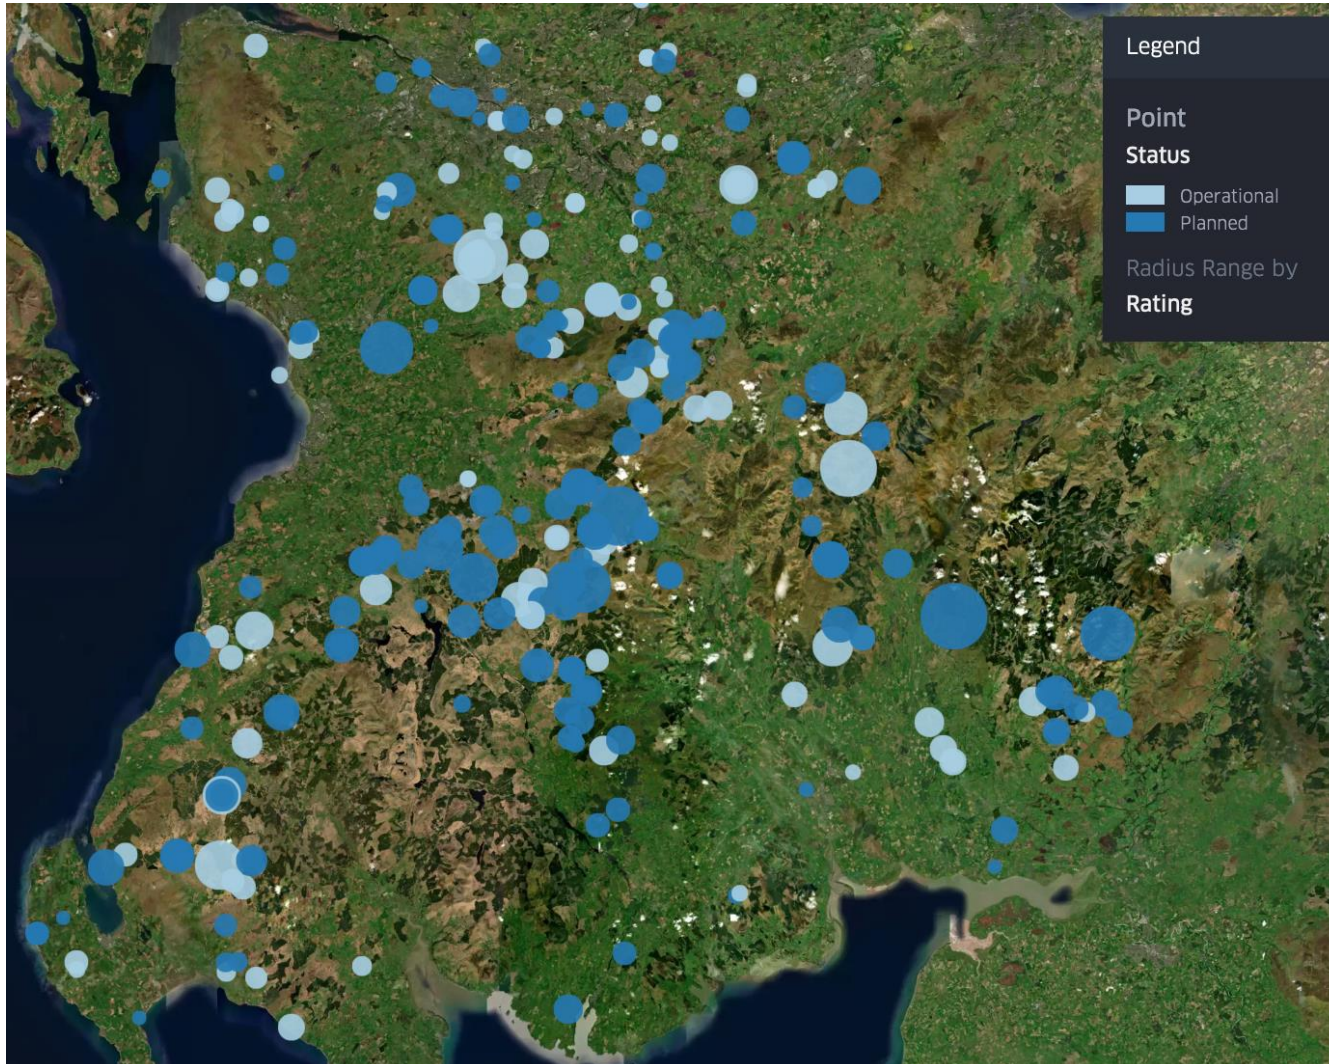 Legend
Point
Status
Operational
Planned
Radius Range by
Rating